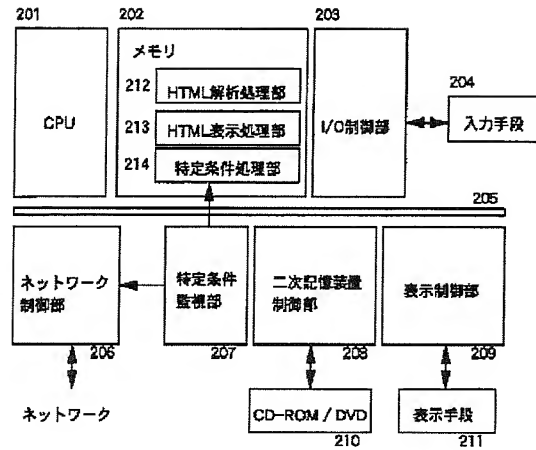 201
202
203
CPU
メモリ
212
HTML解析処理部
213
HTML表示処理部
214
特定条件処理部
I/O制御部
204
入力手段
205
ネットワーク
制御部
206
特定条件
監視部
207
二次記憶装置
制御部
208
表示制御部
209
ネットワーク
CD-ROM / DVD
210
表示手段
211